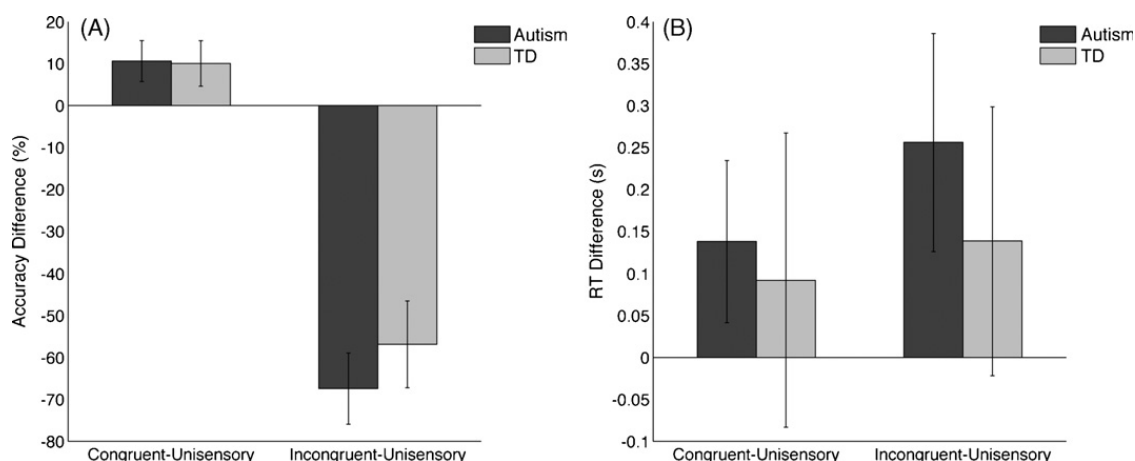 (A)
Autism
TD
Accuracy Difference (%)
20
10
0
-10
-20
-30
-40
-50
-60
-70
-80
Congruent-Unisensory Incongruent-Unisensory
(B)
Autism
TD
RT Difference (s)
0.4
0.35
0.3
0.25
0.2
0.15
0.1
0.05
0
-0.05
-0.1
Congruent-Unisensory Incongruent-Unisensory